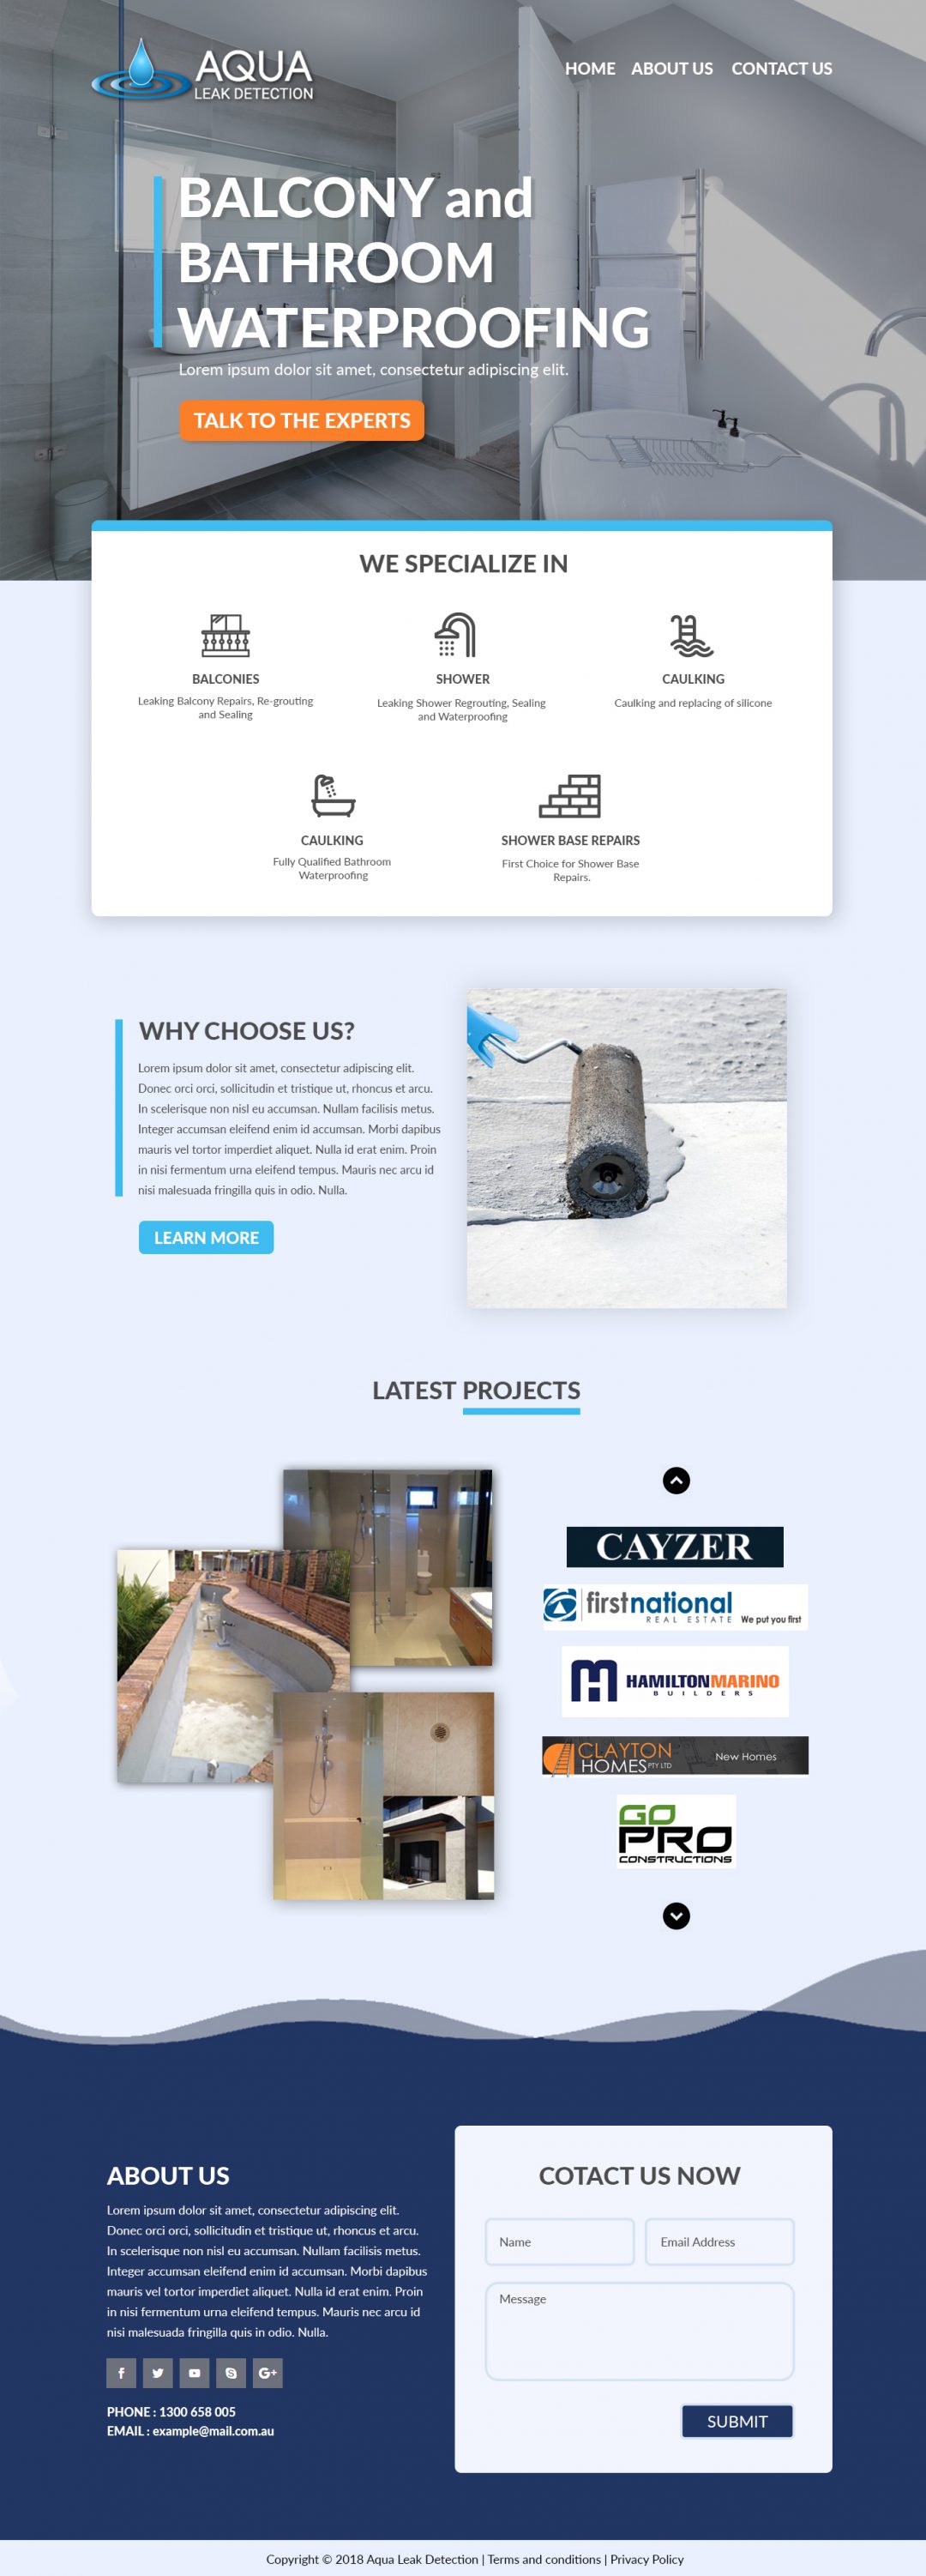 AQUA
LEAK DETECTION
HOME ABOUT US CONTACT US
BALCONY and
BATHROOM
WATERPROOFING
Lorem ipsum dolor sit amet, consectetur adipiscing elit.
TALK TO THE EXPERTS
WE SPECIALIZE IN
BALCONIES
Leaking Balcony Repairs, Re-grouting
and Sealing
SHOWER
Leaking Shower Regrouting, Sealing
and Waterproofing
CAULKING
Caulking and replacing of silicone
CAULKING
Fully Qualified Bathroom
Waterproofing
SHOWER BASE REPAIRS
First Choice for Shower Base
Repairs.
WHY CHOOSE US?
Lorem ipsum dolor sit amet, consectetur adipiscing elit.
Donec orci orci, sollicitudin et tristique ut, rhoncus et arcu.
In scelerisque non nisl eu accumsan. Nullam facilisis metus.
Integer accumsan eleifend enim id accumsan. Morbi dapibus
mauris vel tortor imperdiet aliquet. Nulla id erat enim. Proin
in nisi fermentum urna eleifend tempus. Mauris nec arcu id
nisi malesuada fringilla quis in odio. Nulla.
LEARN MORE
LATEST PROJECTS
CAYZER
firstnational
REAL ESTATE We put you first
HAMILTONMARINO
BUILDERS
CLAYTON
HOMES PTY LTD
New Homes
GO
PRO
CONSTRUCTIONS
ABOUT US
Lorem ipsum dolor sit amet, consectetur adipiscing elit.
Donec orci orci, sollicitudin et tristique ut, rhoncus et arcu.
In scelerisque non nisl eu accumsan. Nullam facilisis metus.
Integer accumsan eleifend enim id accumsan. Morbi dapibus
mauris vel tortor imperdiet aliquet. Nulla id erat enim. Proin
in nisi fermentum urna eleifend tempus. Mauris nec arcu id
nisi malesuada fringilla quis in odio. Nulla.
f G+
PHONE : 1300 658 005
EMAIL : example@mail.com.au
COTACT US NOW
Name
Email Address
Message
SUBMIT
Copyright © 2018 Aqua Leak Detection | Terms and conditions | Privacy Policy